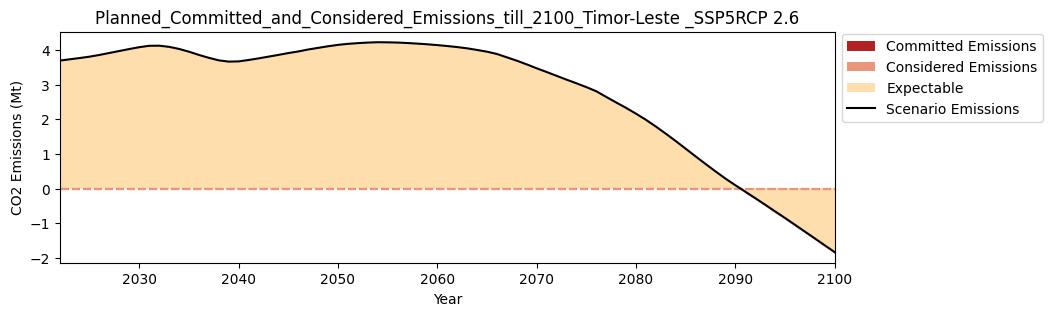 Planned_Committed_and_Considered_Emissions_till_2100_Timor-Leste _SSP5RCP 2.6
Committed Emissions
Considered Emissions
Expectable
Scenario Emissions
CO2 Emissions (Mt)
4
3
2
1
0
−1
−2
2030 2040 2050 2060 2070 2080 2090 2100
Year